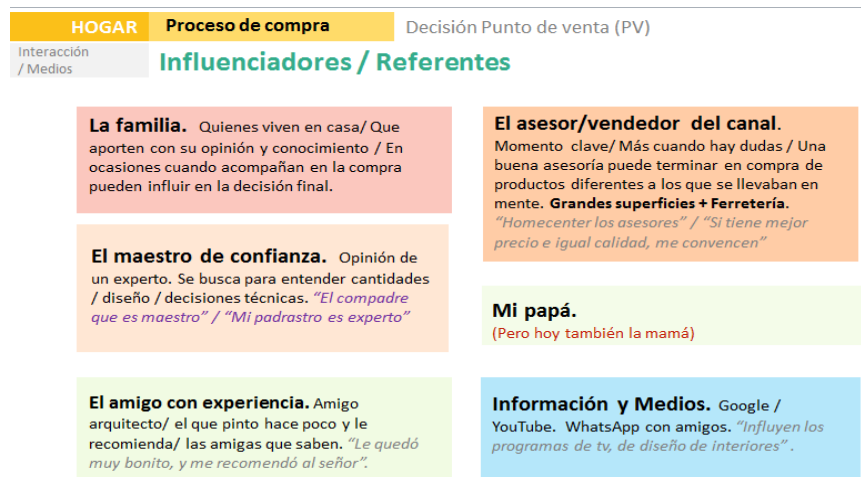 HOGAR
Proceso de compra
Decisión Punto de venta (PV)
Interacción
/ Medios
Influenciadores / Referentes
La familia. Quienes viven en casa/ Que
aporten con su opinión y conocimiento / En
ocasiones cuando acompañan en la compra
pueden influir en la decisión final.
El asesor/vendedor del canal.
Momento clave/ Más cuando hay dudas / Una
buena asesoría puede terminar en compra de
productos diferentes a los que se llevaban en
mente. Grandes superficies + Ferretería.
“Homecenter los asesores” / “Si tiene mejor
precio e igual calidad, me convencen”
El maestro de confianza. Opinión de
un experto. Se busca para entender cantidades
/ diseño / decisiones técnicas. “El compadre
que es maestro” / “Mi padrastro es experto”
Mi papá.
(Pero hoy también la mamá)
El amigo con experiencia. Amigo
arquitecto/ el que pinto hace poco y le
recomienda/ las amigas que saben. “Le quedó
muy bonito, y me recomendó al señor”.
Información y Medios. Google /
YouTube. WhatsApp con amigos. “Influyen los
programas de tv, de diseño de interiores” .